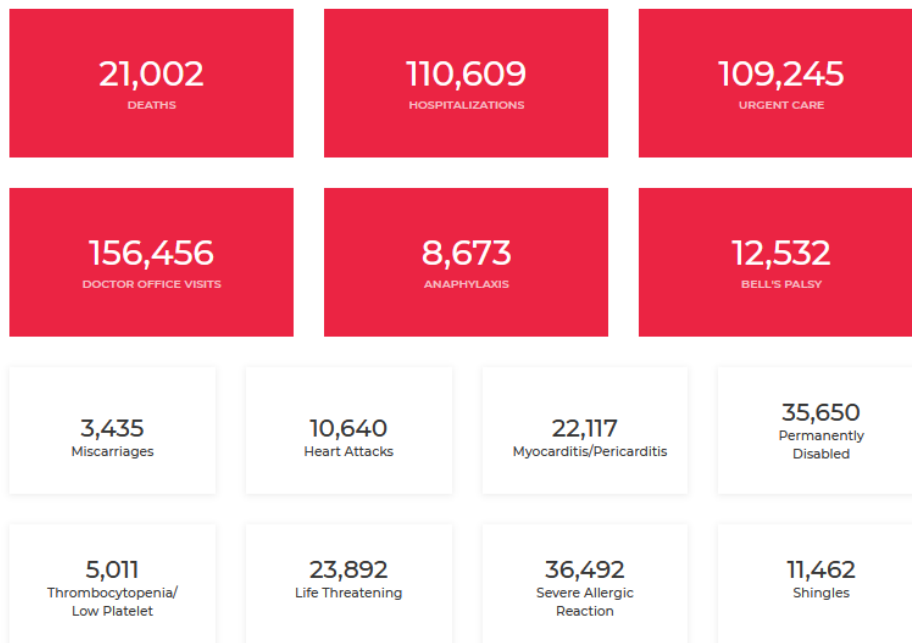 21,002
DEATHS
110,609
HOSPITALIZATIONS
109,245
URGENT CARE
156,456
DOCTOR OFFICE VISITS
8,673
ANAPHYLAXIS
12,532
BELL'S PALSY
3,435
Miscarriages
10,640
Heart Attacks
22,117
Myocarditis/Pericarditis
35,650
Permanently
Disabled
5,011
Thrombocytopenia/
Low Platelet
23,892
Life Threatening
36,492
Severe Allergic
Reaction
11,462
Shingles